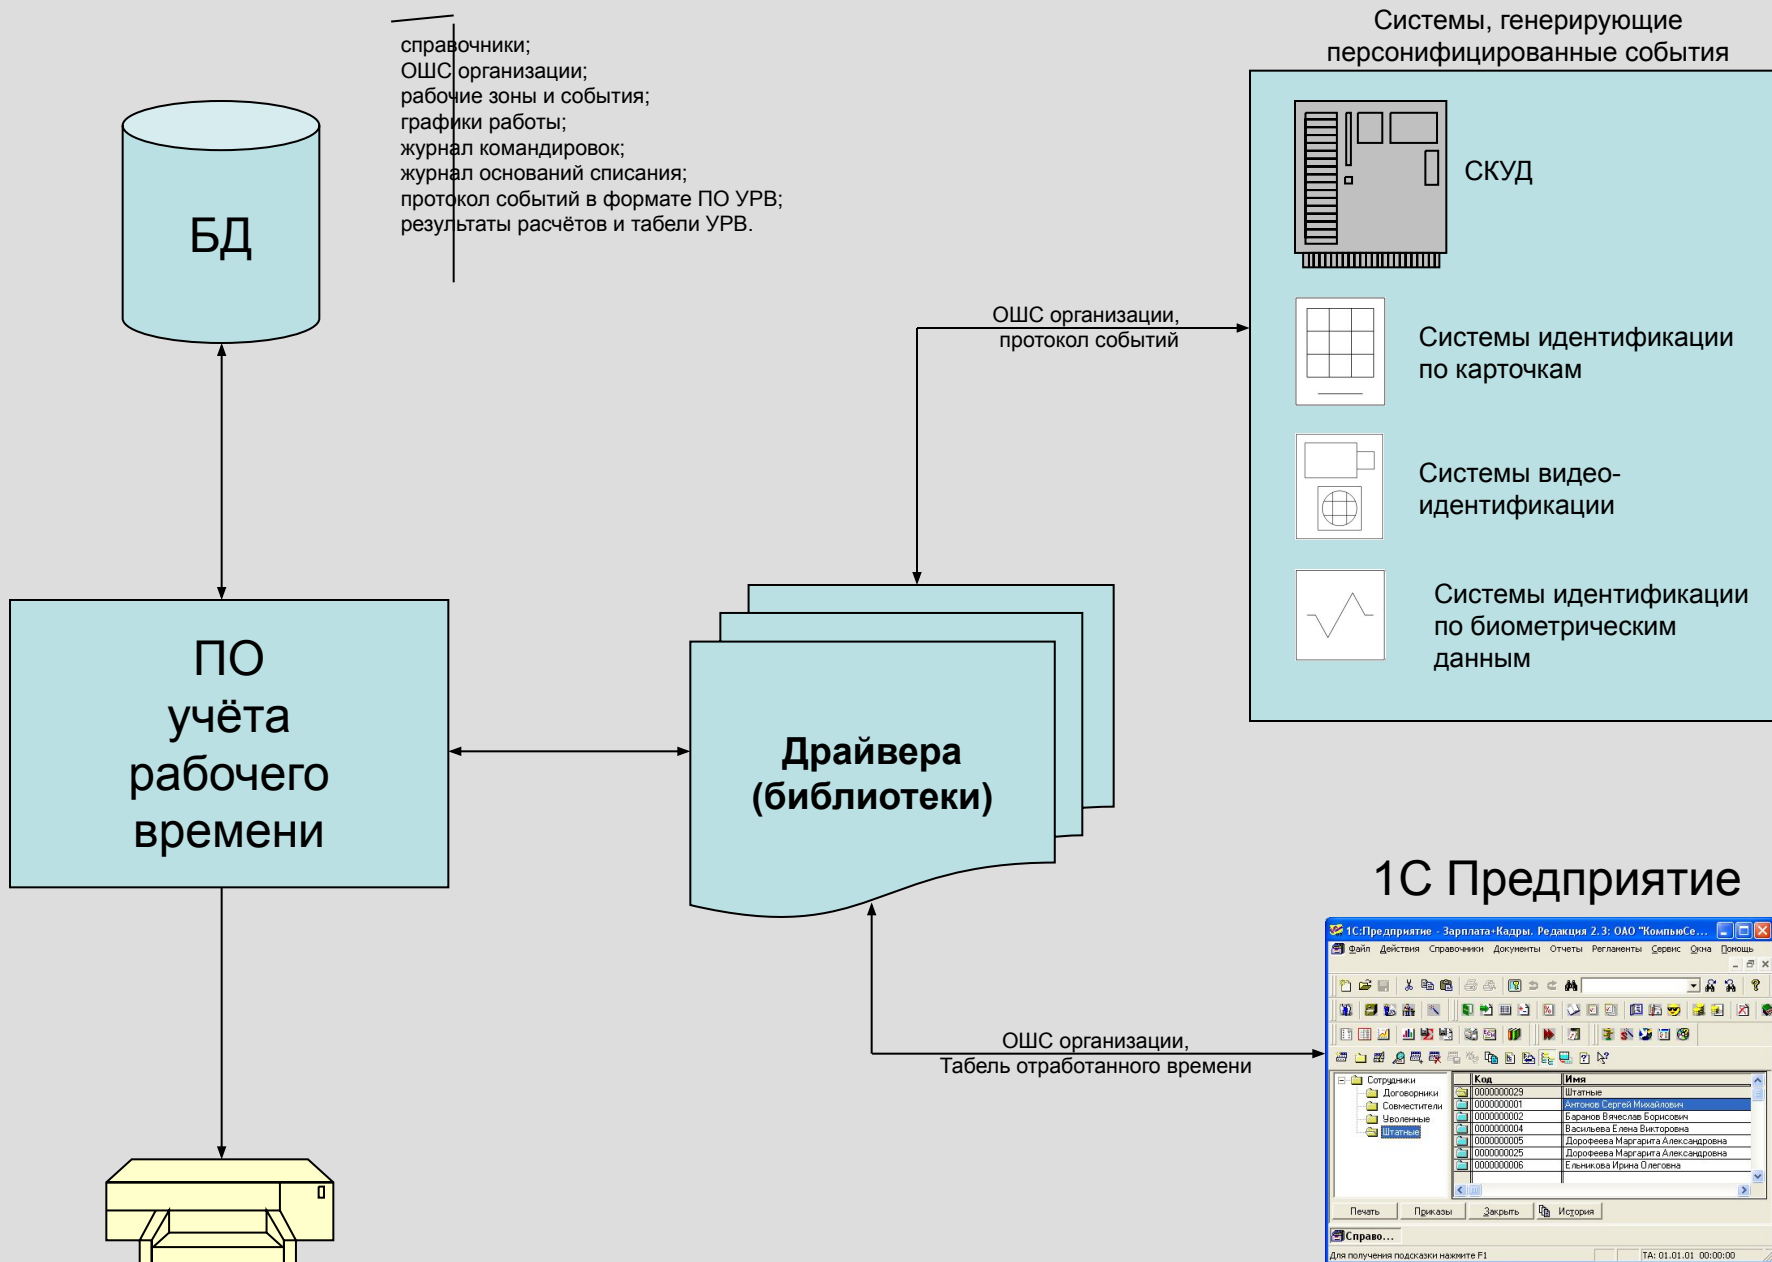 справочники;
ОШС организации;
рабочие зоны и события;
графики работы;
журнал командировок;
журнал оснований списания;
протокол событий в формате ПО УРВ;
результаты расчётов и табели УРВ.
БД
Системы, генерирующие
персонифицированные события
СКУД
Системы идентификации
по карточкам
Системы видео-
идентификации
Системы идентификации
по биометрическим
данным
ОШС организации,
протокол событий
ПО
учёта
рабочего
времени
Драйвера
(библиотеки)
ОШС организации,
Табель отработанного времени
1С Предприятие
1С:Предприятие - Зарплата+Кадры. Редакция 2.3: ОАО "КомпьюСе...
Файл Действия Справочники Документы Отчеты Регламенты Сервис Окна Помощь
Сотрудники
Договорники
Совместители
Уволенные
Штатные
Код Имя
0000000029 Штатные
0000000001 Антонов Сергей Михайлович
0000000002 Баранов Вячеслав Борисович
0000000004 Васильева Елена Викторовна
0000000005 Дорофеева Маргарита Александровна
0000000025 Дорофеева Маргарита Александровна
0000000006 Ельникова Ирина Олеговна
Печать Приказы Закрыть История
Справо...
Для получения подсказки нажмите F1 ТА: 01.01.01 00:00:00